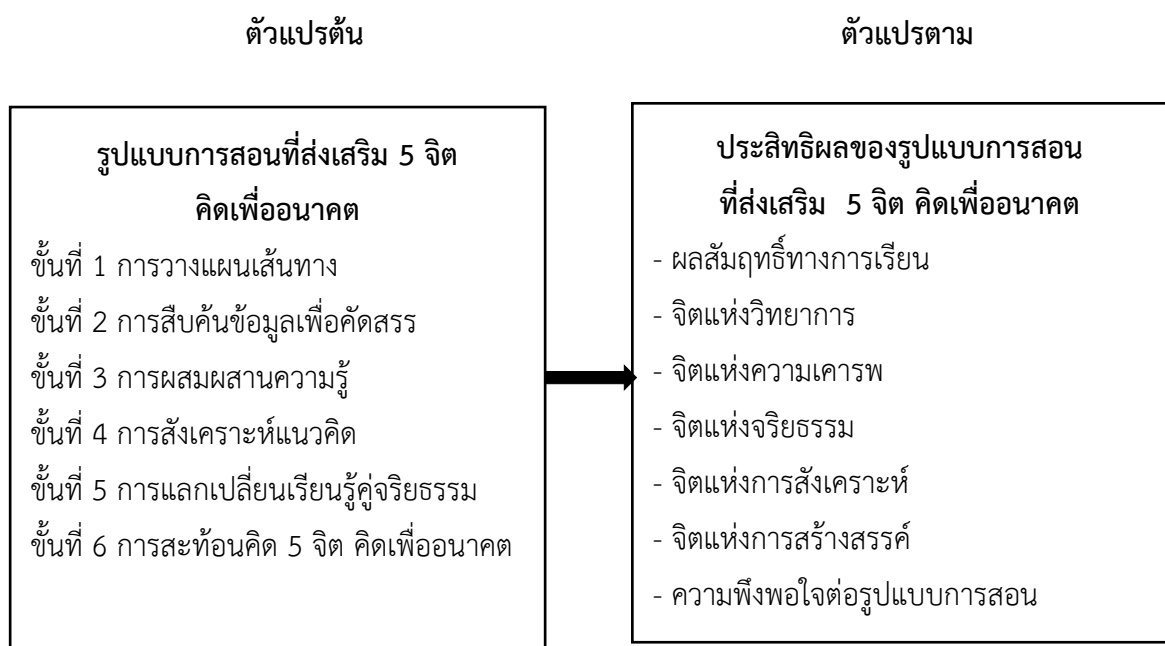 ตัวแปรต้น
ตัวแปรตาม
รูปแบบการสอนที่ส่งเสริม 5 จิต
คิดเพื่ออนาคต
ขั้นที่ 1 การวางแผนเส้นทาง
ขั้นที่ 2 การสืบค้นข้อมูลเพื่อคัดสรร
ขั้นที่ 3 การผสมผสานความรู้
ขั้นที่ 4 การสังเคราะห์แนวคิด
ขั้นที่ 5 การแลกเปลี่ยนเรียนรู้คู่จริยธรรม
ขั้นที่ 6 การสะท้อนคิด 5 จิต คิดเพื่ออนาคต
ประสิทธิผลของรูปแบบการสอน
ที่ส่งเสริม 5 จิต คิดเพื่ออนาคต
- ผลสัมฤทธิ์ทางการเรียน
- จิตแห่งวิทยาการ
- จิตแห่งความเคารพ
- จิตแห่งจริยธรรม
- จิตแห่งการสังเคราะห์
- จิตแห่งการสร้างสรรค์
- ความพึงพอใจต่อรูปแบบการสอน